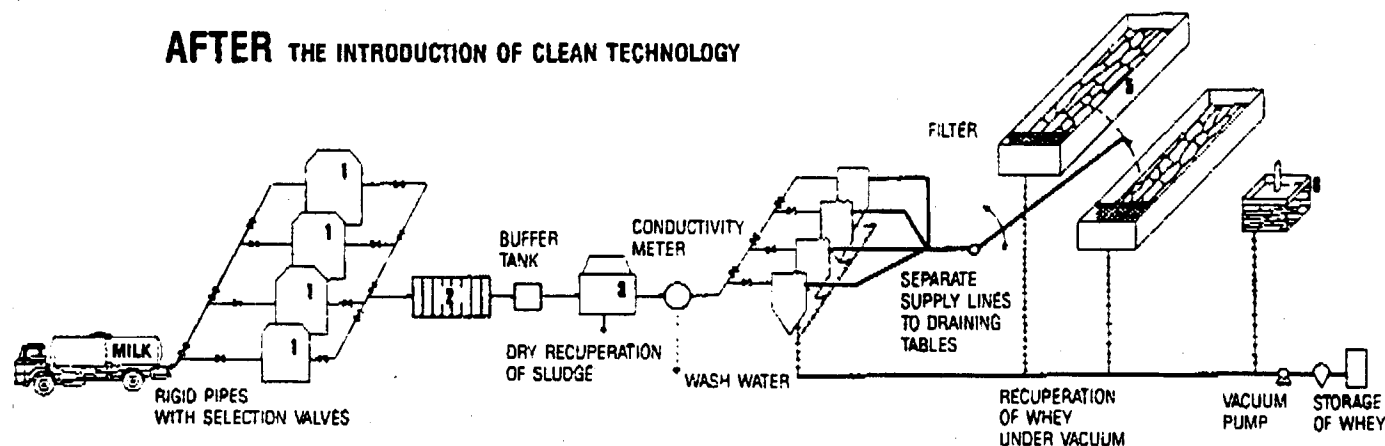 AFTER THE INTRODUCTION OF CLEAN TECHNOLOGY
FILTER
1
1
1
1
MILK
RIGID PIPES
WITH SELECTION VALVES
2
BUFFER
TANK
DRY RECUPERATION
OF SLUDGE
CONDUCTIVITY
METER
WASH WATER
SEPARATE
SUPPLY LINES
TO DRAINING
TABLES
RECUPERATION
OF WHEY
UNDER VACUUM
VACUUM
PUMP
STORAGE
OF WHEY